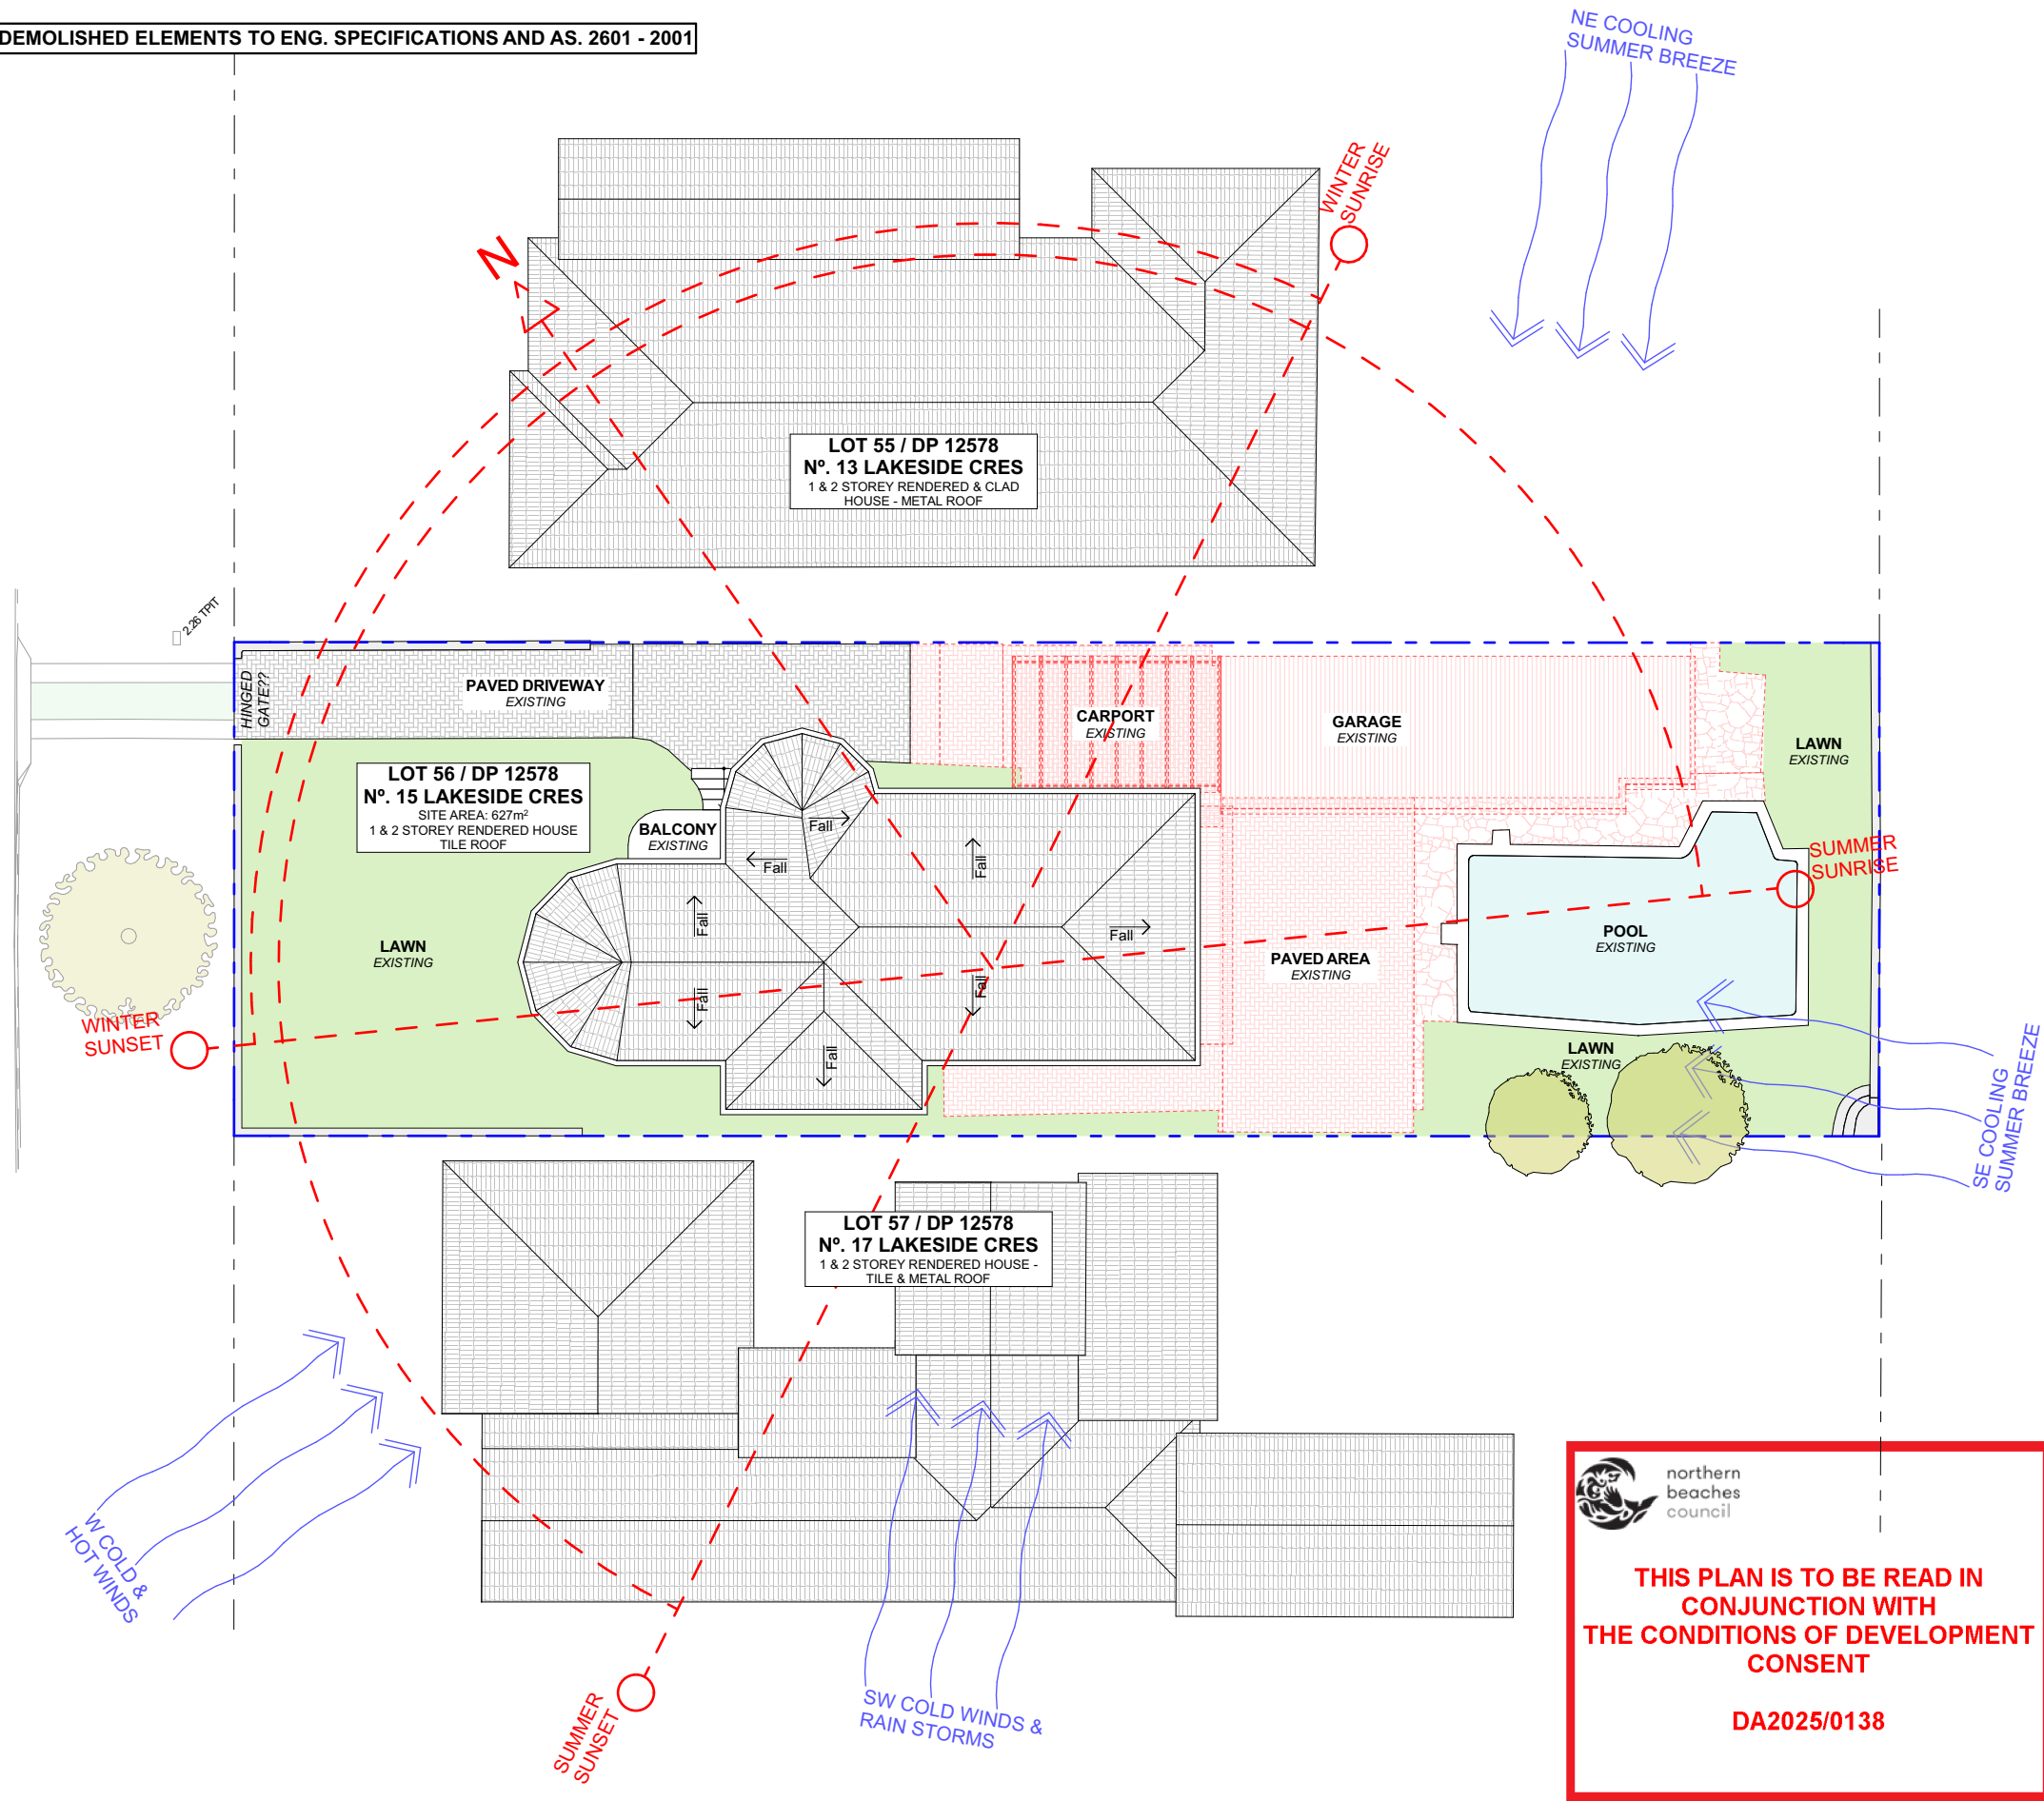 DEMOLISHED ELEMENTS TO ENG. SPECIFICATIONS AND AS. 2601 - 2001
NE COOLING
SUMMER BREEZE
WINTER
SUNRISE
N
LOT 55 / DP 12578
Nº. 13 LAKESIDE CRES
1 & 2 STOREY RENDERED & CLAD
HOUSE - METAL ROOF
2.26 TPIT
HINGED
GATE??
PAVED DRIVEWAY
EXISTING
CARPORT
EXISTING
GARAGE
EXISTING
LAWN
EXISTING
LOT 56 / DP 12578
Nº. 15 LAKESIDE CRES
SITE AREA: 627m²
1 & 2 STOREY RENDERED HOUSE
TILE ROOF
BALCONY
EXISTING
Fall
Fall
Fall
Fall
Fall
Fall
Fall
Fall
SUMMER
SUNRISE
LAWN
EXISTING
POOL
EXISTING
PAVED AREA
EXISTING
WINTER
SUNSET
LAWN
EXISTING
SE COOLING
SUMMER BREEZE
LOT 57 / DP 12578
Nº. 17 LAKESIDE CRES
1 & 2 STOREY RENDERED HOUSE -
TILE & METAL ROOF
W COLD &
HOT WINDS
SUMMER
SUNSET
SW COLD WINDS &
RAIN STORMS
northern
beaches
council
THIS PLAN IS TO BE READ IN
CONJUNCTION WITH
THE CONDITIONS OF DEVELOPMENT
CONSENT
DA2025/0138